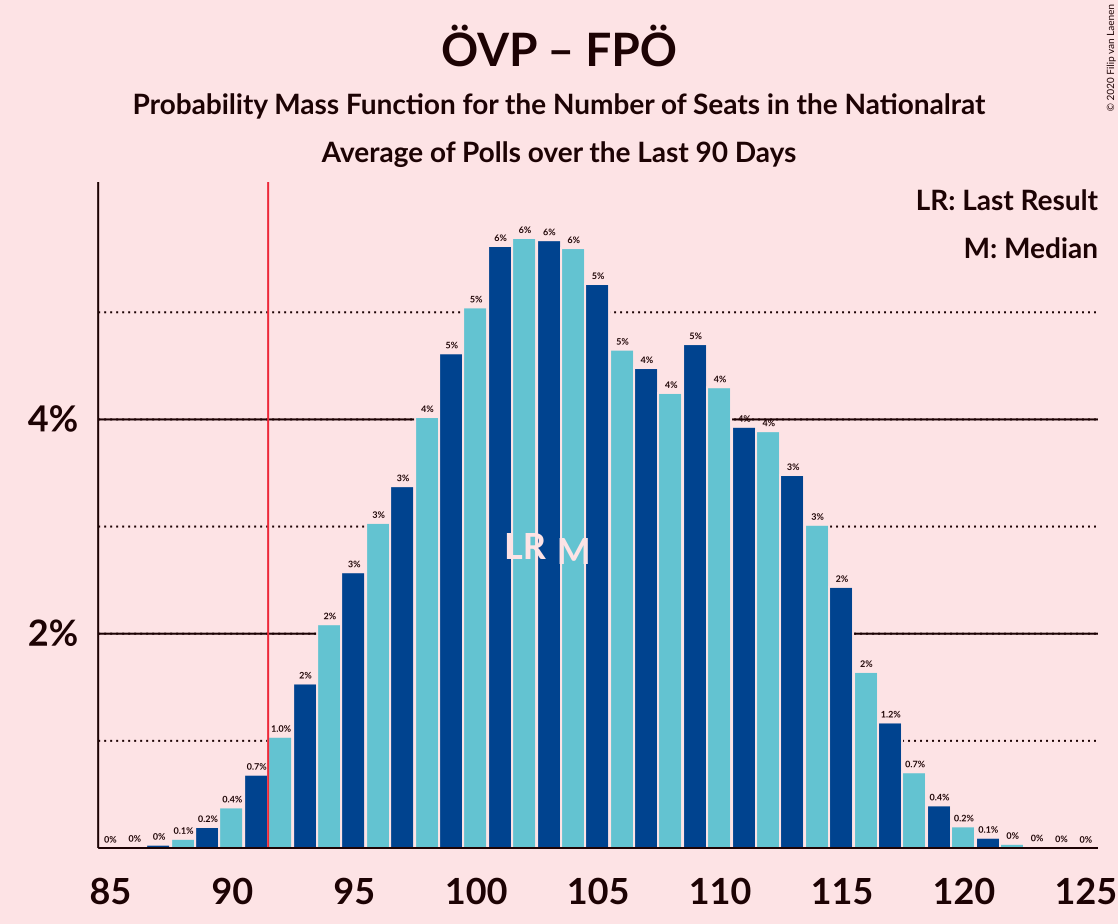 ÖVP – FPÖ
Probability Mass Function for the Number of Seats in the Nationalrat
Average of Polls over the Last 90 Days
© 2020 Filip van Laenen
LR: Last Result
M: Median
4%
2%
0% 0% 0% 0.1% 0.2% 0.4% 0.7% 1.0% 2% 2% 3% 3% 3% 4% 5% 5% 6% 6% 6% 6% 5% 5% 4% 4% 5% 4% 4% 4% 3% 3% 2% 2% 1.2% 0.7% 0.4% 0.2% 0.1% 0% 0% 0% 0%
LR M
85 90 95 100 105 110 115 120 125